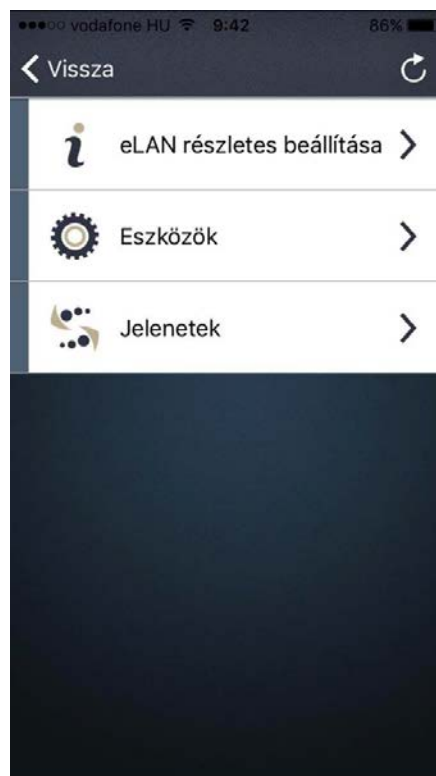 vodafone HU 9:42 86%
Vissza
eLAN részletes beállítása
Eszközök
Jelenetek